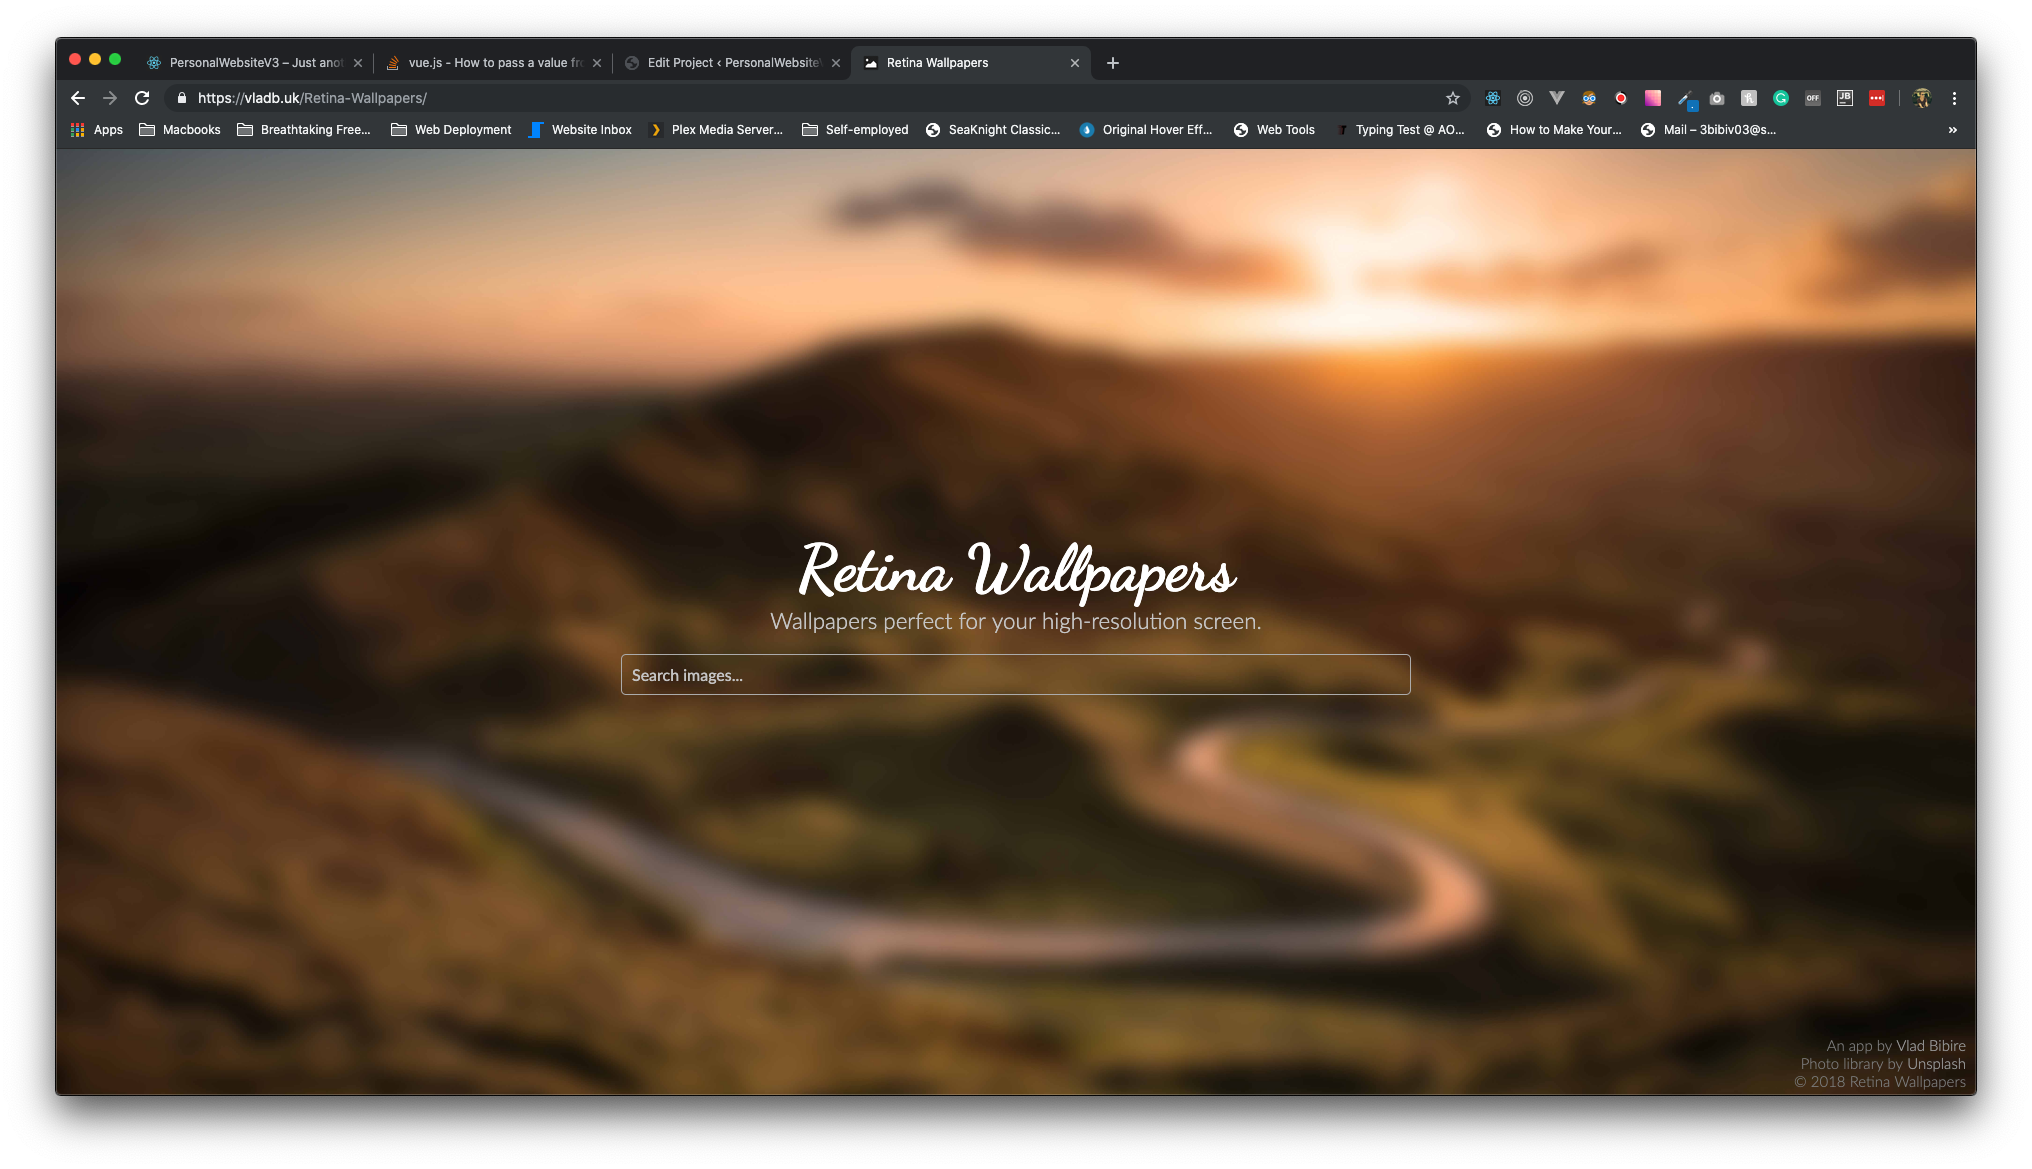 PersonalWebsiteV3 – Just anot
vue.js - How to pass a value fr
Edit Project ‹ PersonalWebsite
Retina Wallpapers
https://vladb.uk/Retina-Wallpapers/
OFF
JB
Apps
Macbooks
Breathtaking Free...
Web Deployment
Website Inbox
Plex Media Server...
Self-employed
SeaKnight Classic...
Original Hover Eff...
Web Tools
Typing Test @ AO...
How to Make Your...
Mail – 3bibiv03@s...
»
Retina Wallpapers
Wallpapers perfect for your high-resolution screen.
Search images...
An app by Vlad Bibire
Photo library by Unsplash
© 2018 Retina Wallpapers